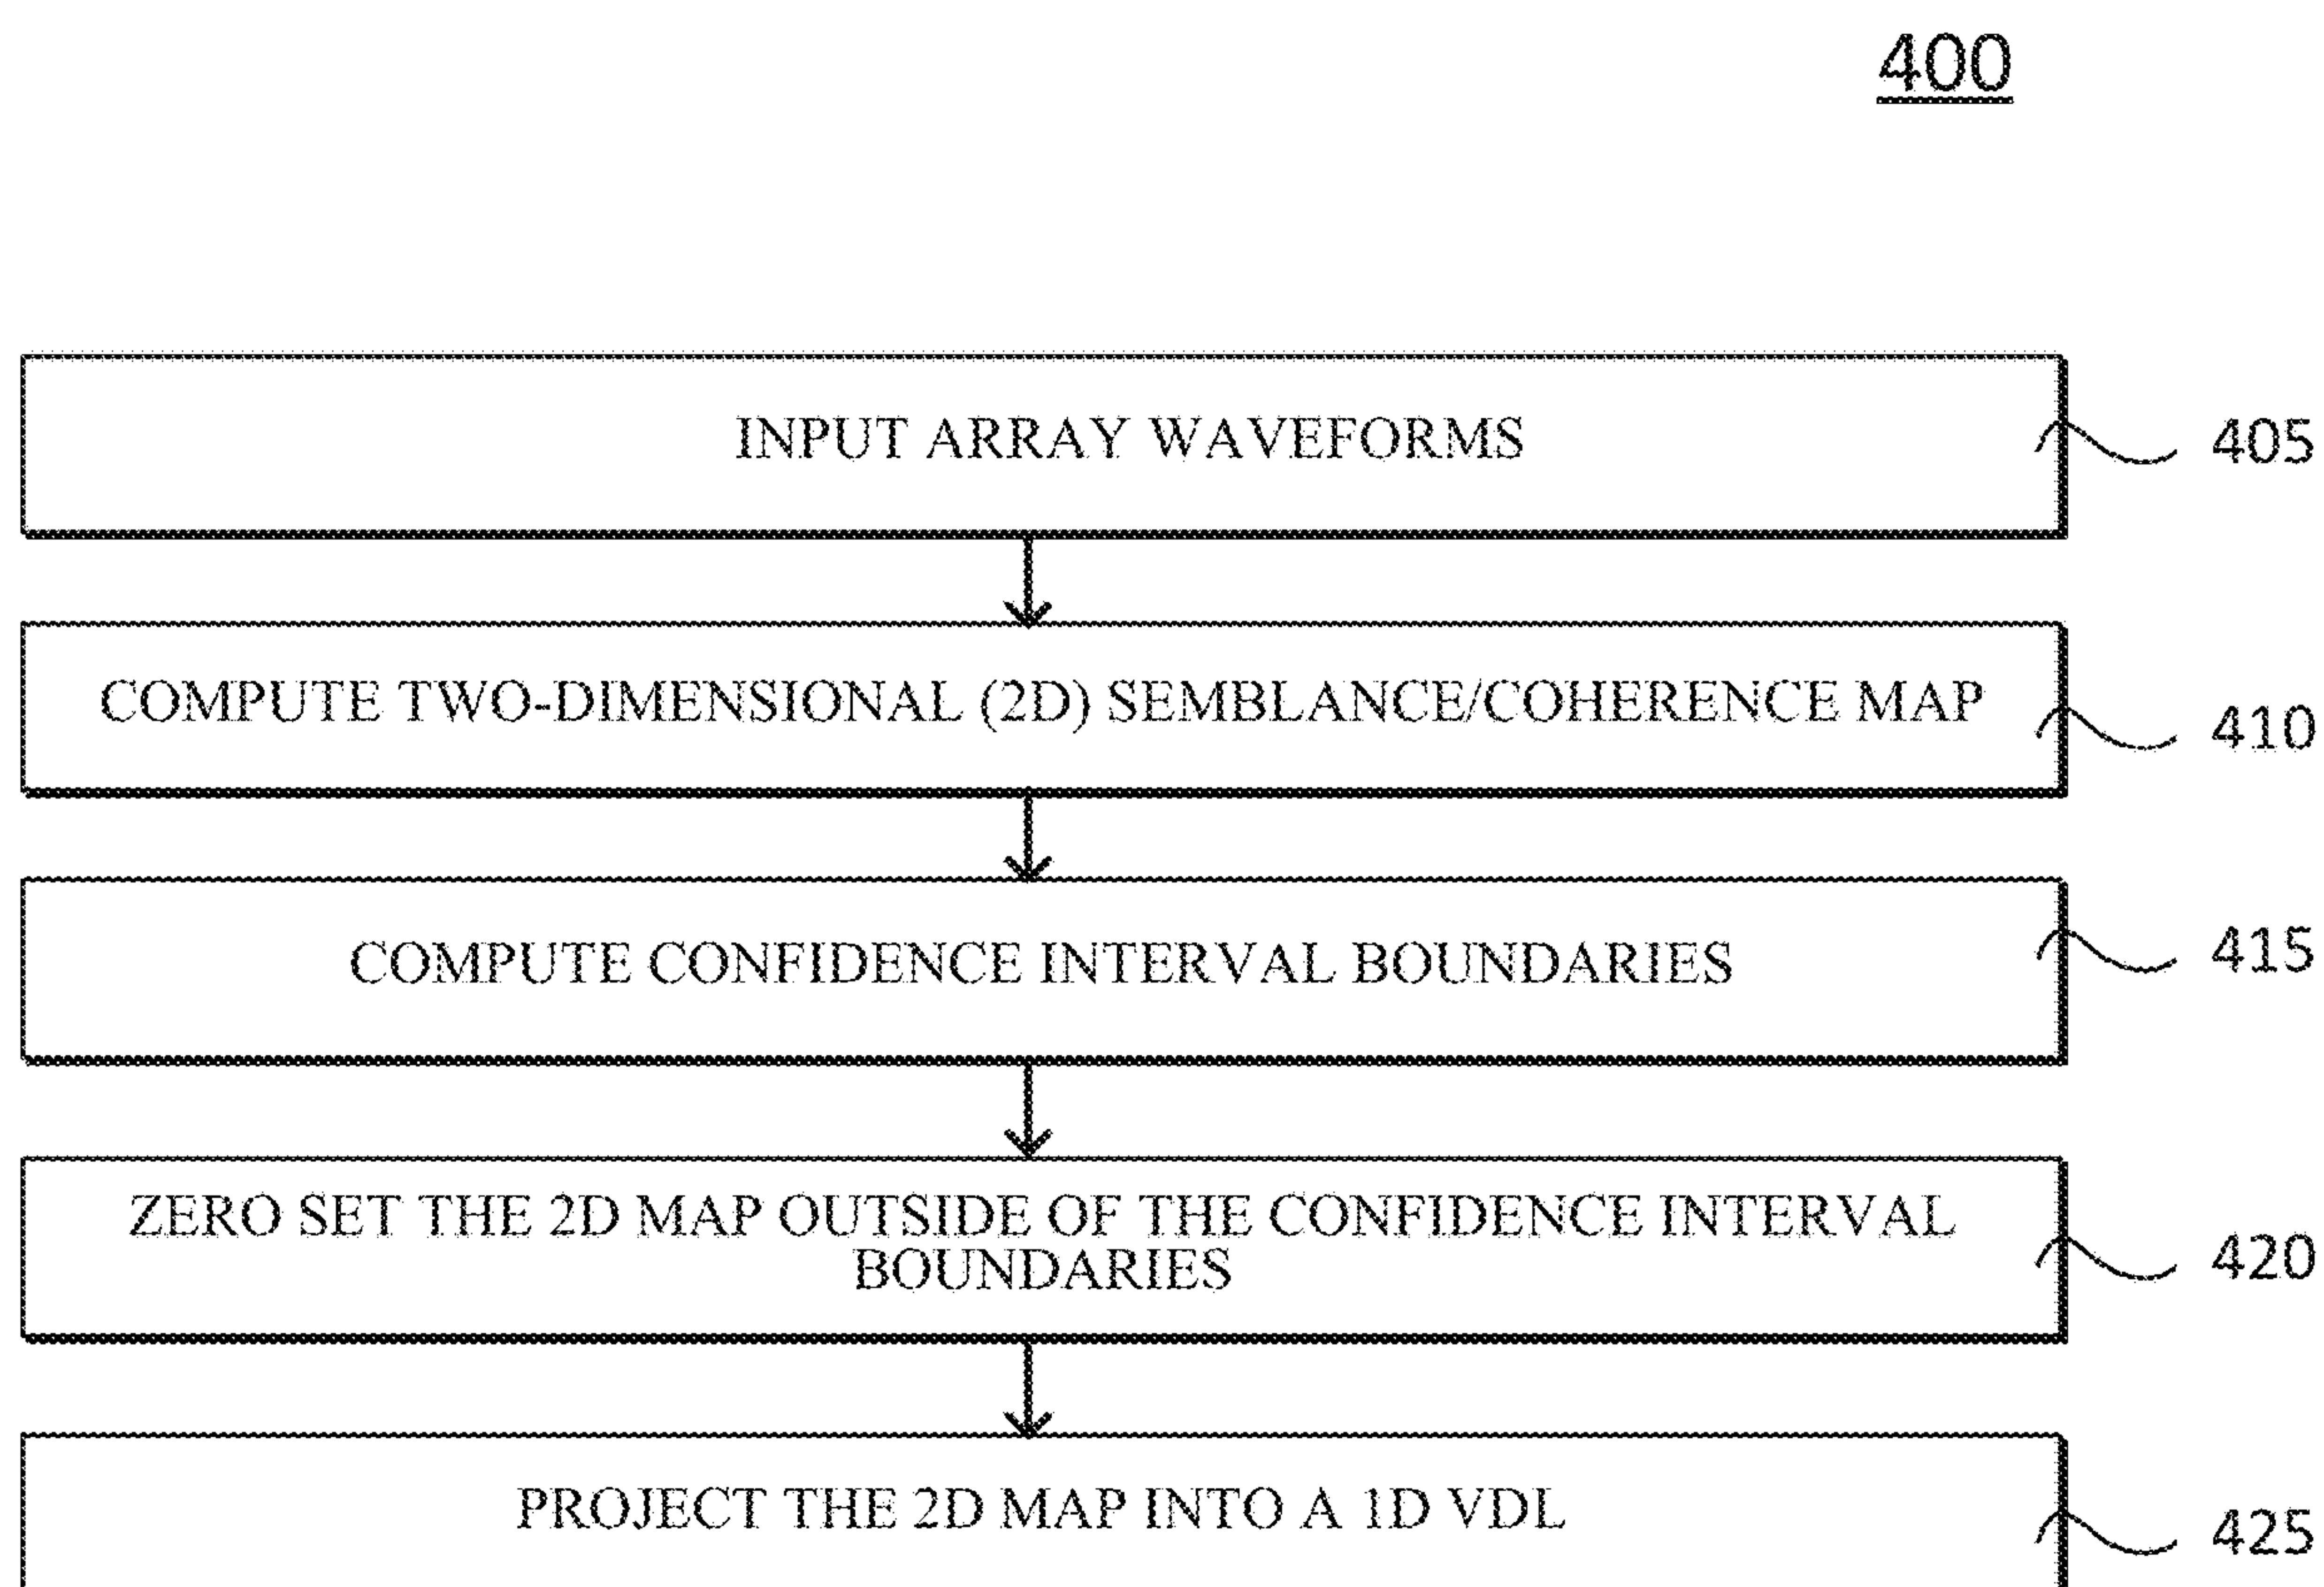 400
INPUT ARRAY WAVEFORMS
405
COMPUTE TWO-DIMENSIONAL (2D) SEMBLANCE/COHERENCE MAP
410
COMPUTE CONFIDENCE INTERVAL BOUNDARIES
415
ZERO SET THE 2D MAP OUTSIDE OF THE CONFIDENCE INTERVAL
BOUNDARIES
420
PROJECT THE 2D MAP INTO A 1D VDL
425